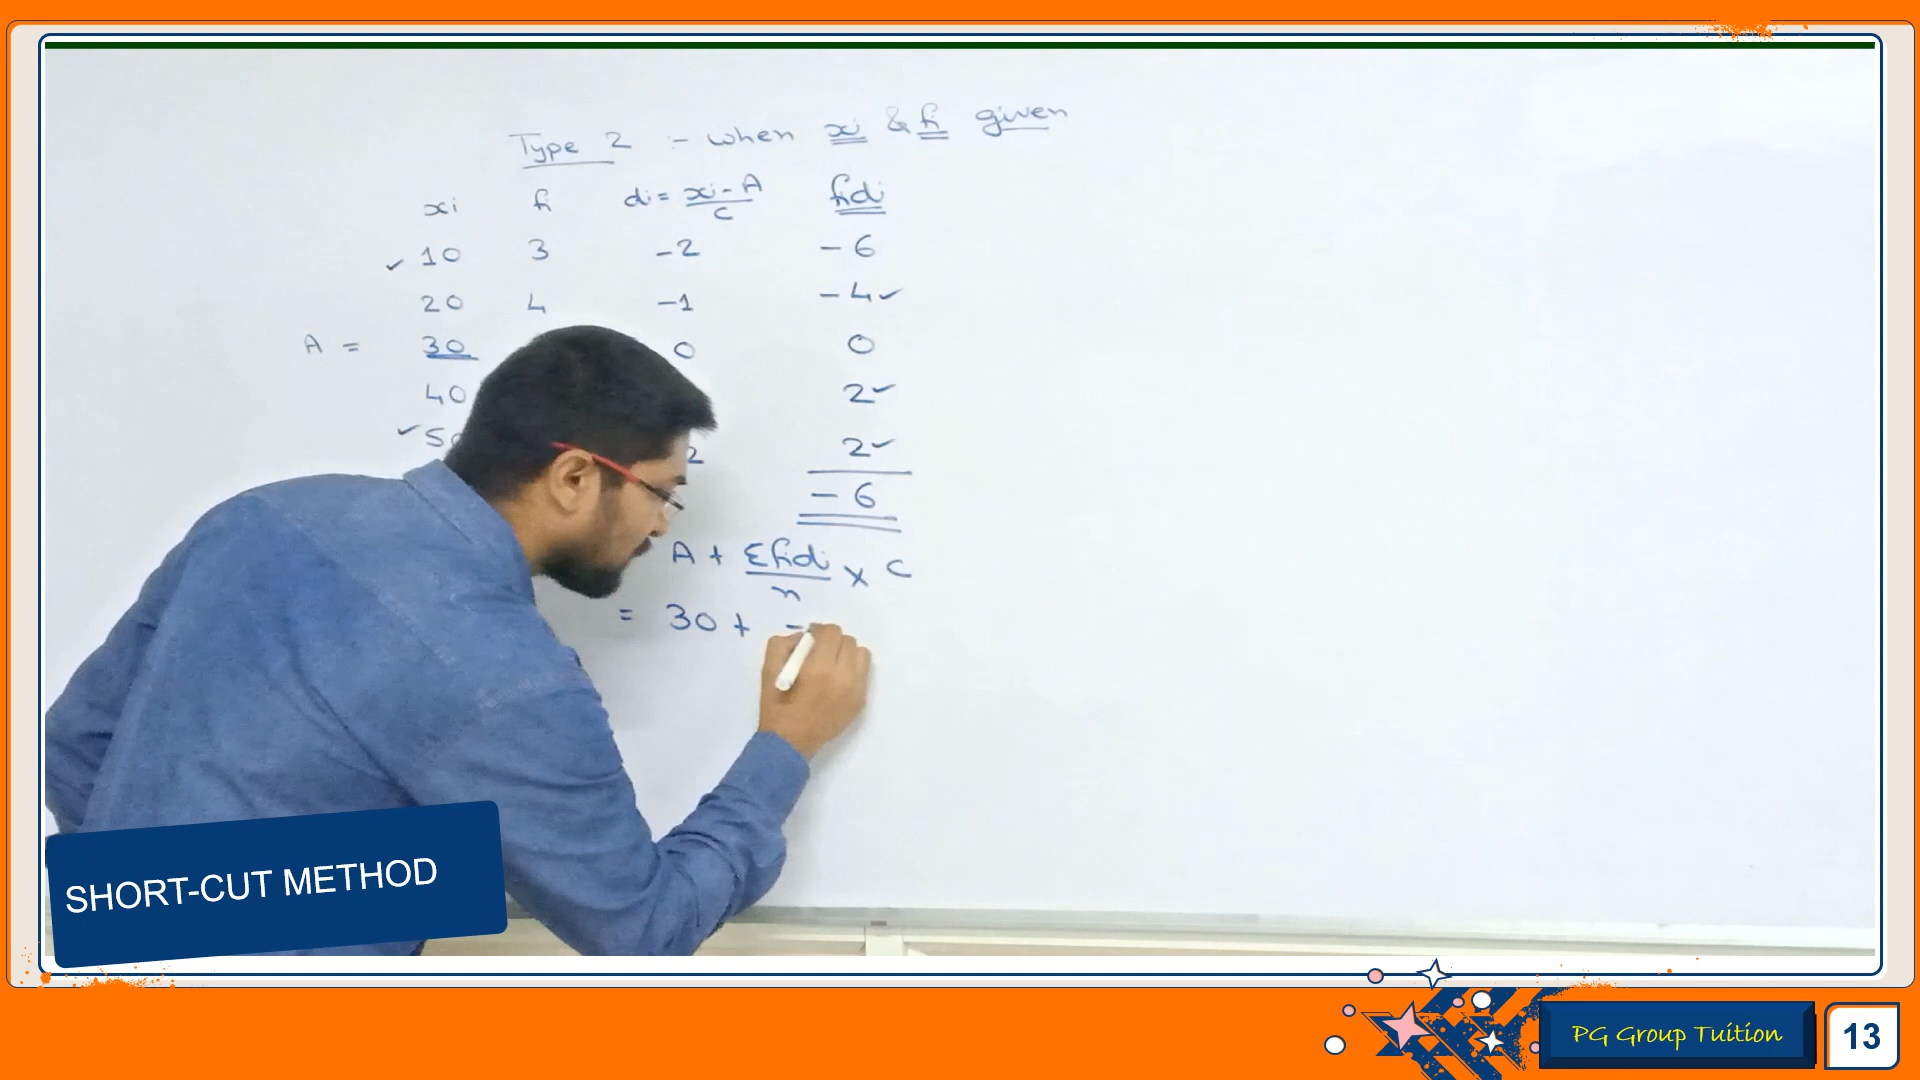 Type 2 :- when xi & fi given
xi fi di = xi - A / C fidi
10 3 -2 -6
20 4 -1 -4
A = 30 0 0
40 2
2 2
-6
A + Σfidi / n × C
= 30 + -
SHORT-CUT METHOD
PG Group Tuition
13